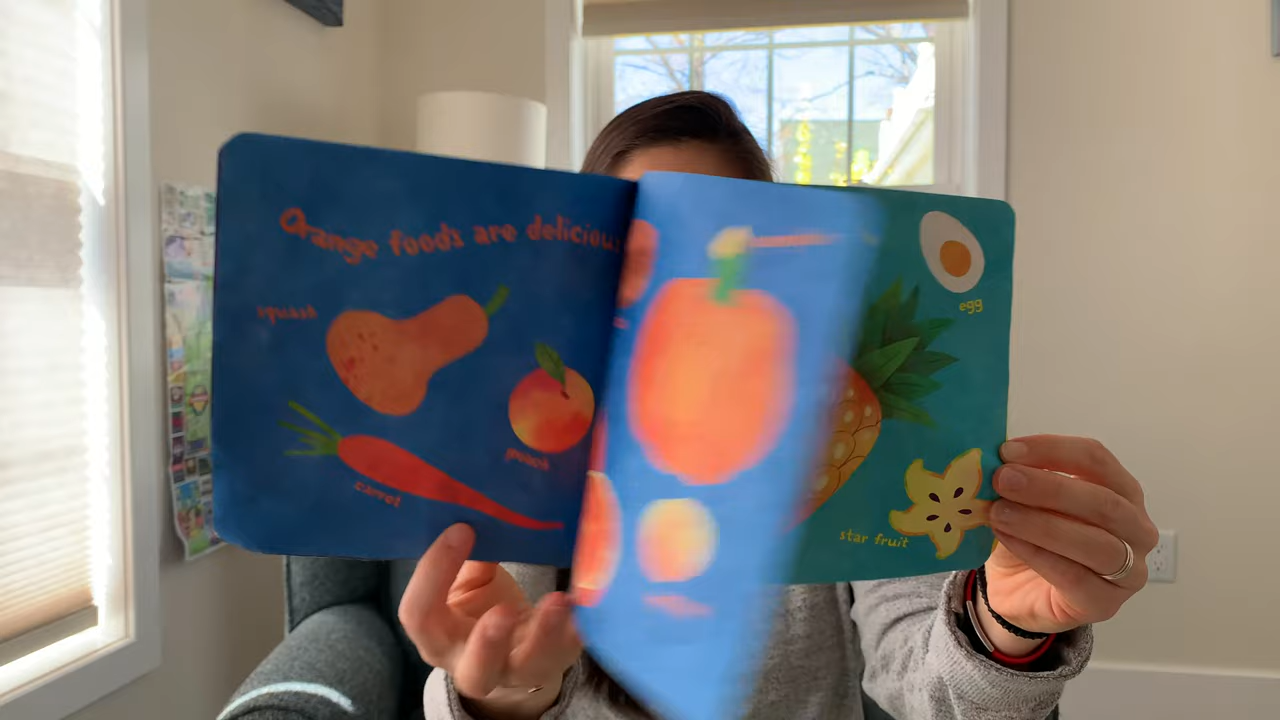 Orange foods are delicious
squash
peach
carrot
egg
star fruit